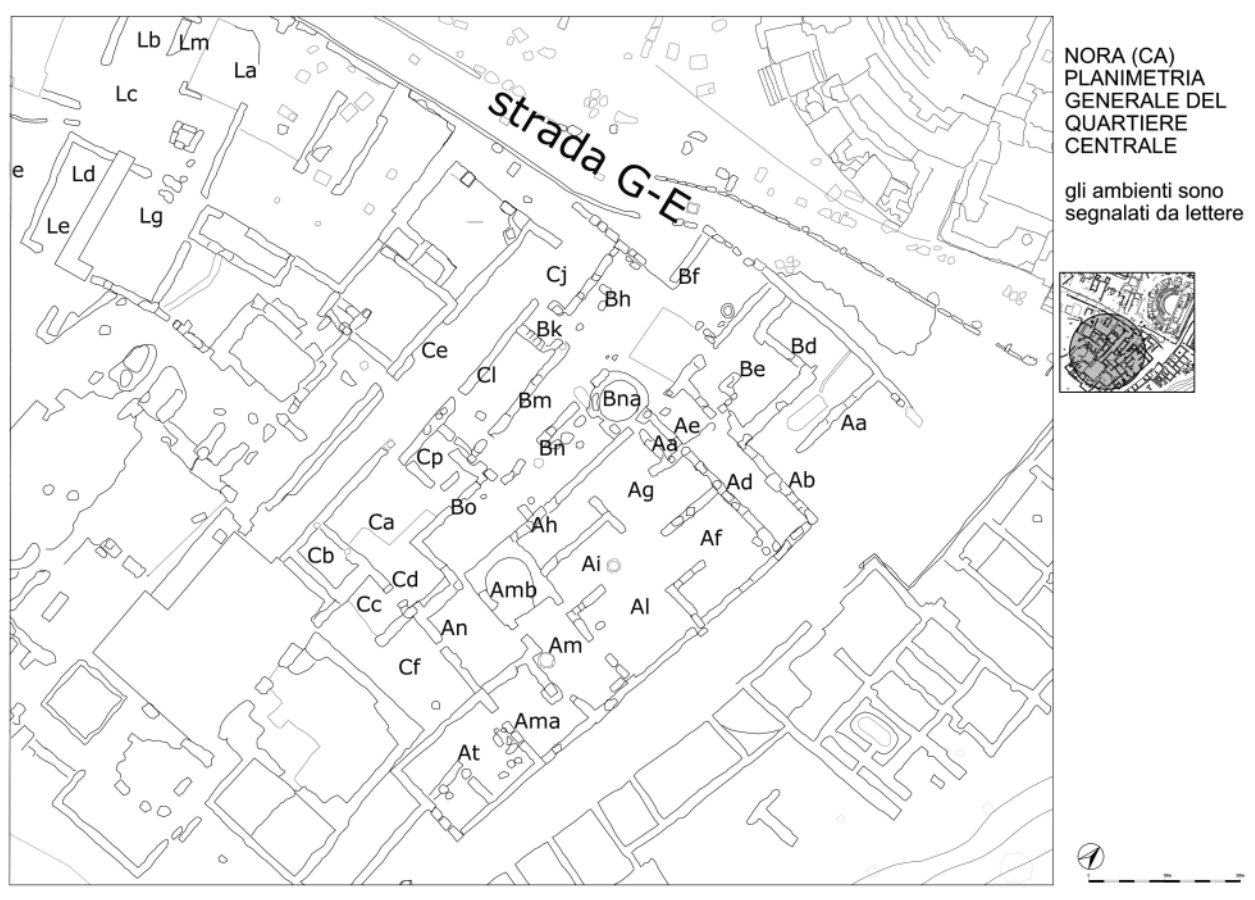 Lb
Lm
La
Lc
strada G-E
NORA (CA)
PLANIMETRIA
GENERALE DEL
QUARTIERE
CENTRALE
gli ambienti sono
segnalati da lettere
e
Ld
Le
Lg
Cj
Bf
Bh
Bk
Bd
Ce
Be
Cl
Bm
Bna
Aa
Ae
Aa
Bn
Cp
Ag
Ad
Ab
Bo
Ca
Ah
Af
Cb
Ai
Cd
Amb
Cc
Al
An
Am
Cf
Ama
At